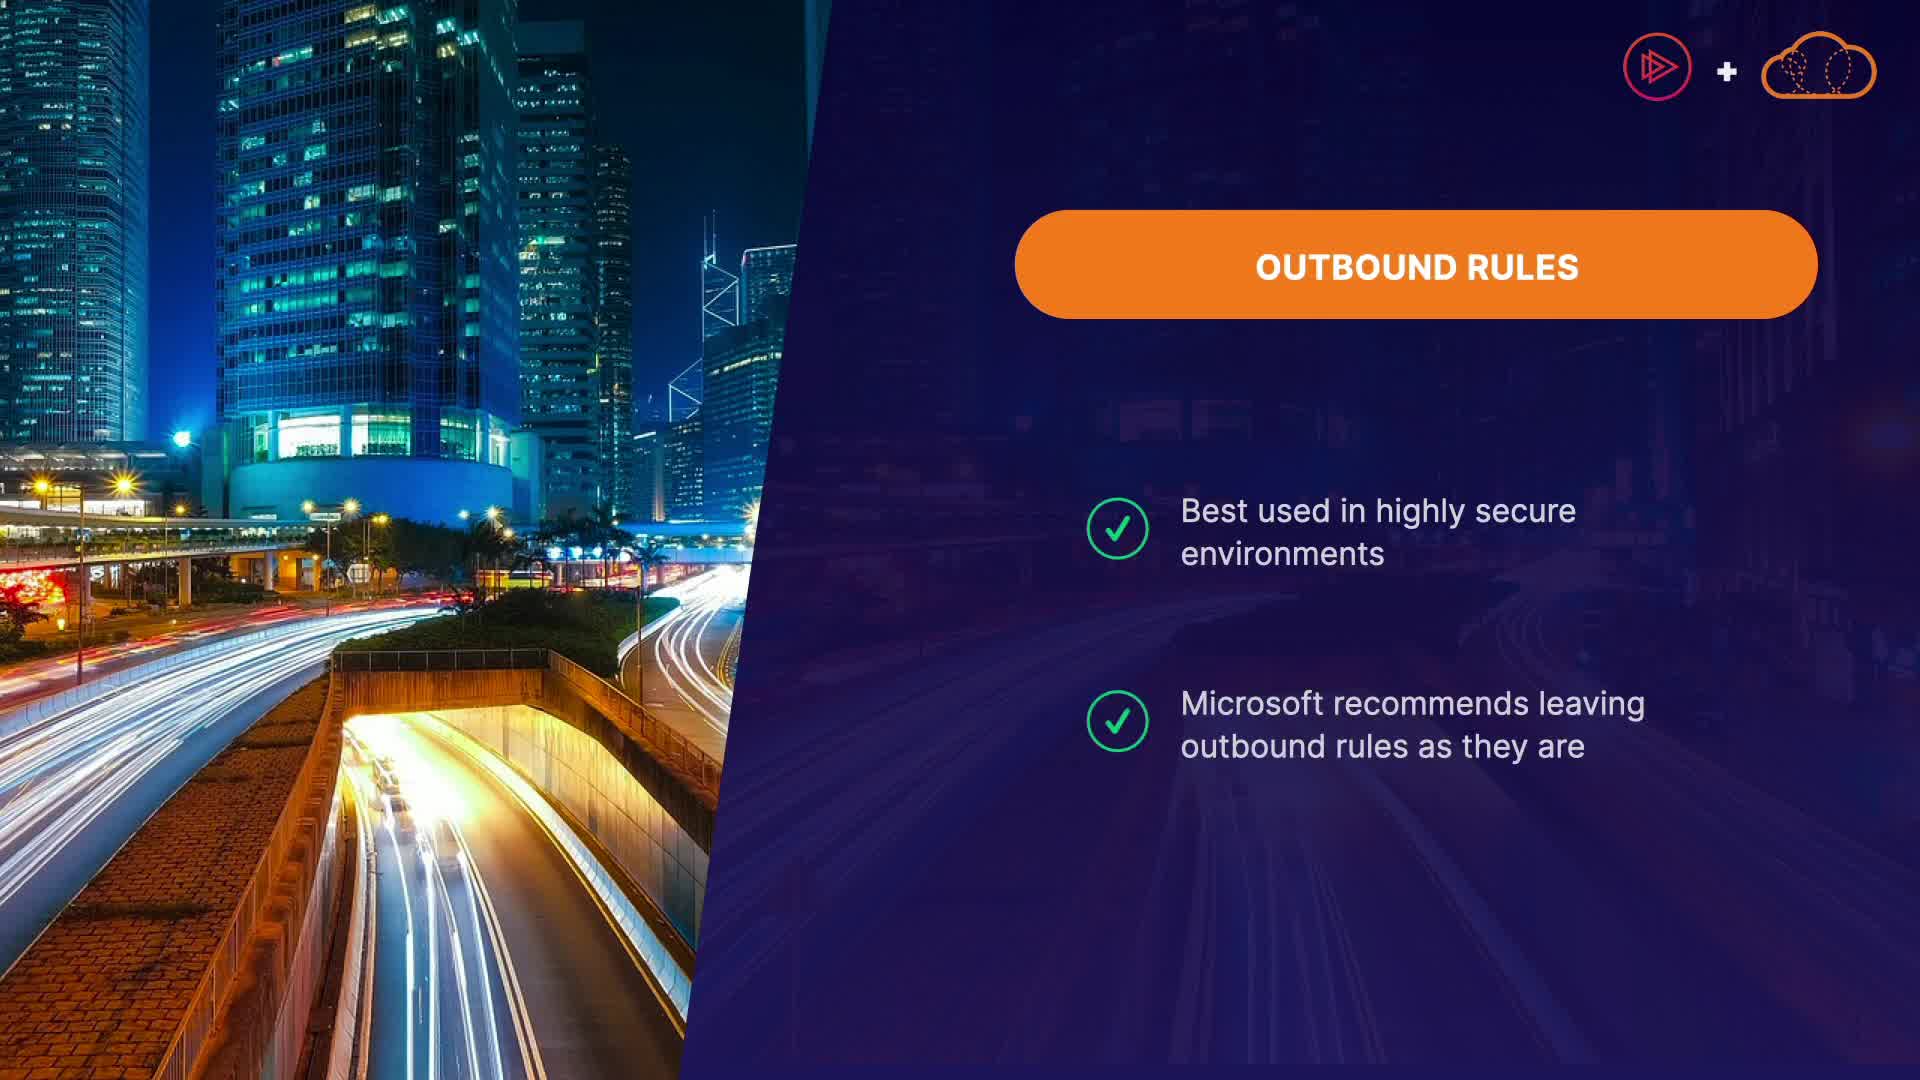 OUTBOUND RULES
Best used in highly secure
environments
Microsoft recommends leaving
outbound rules as they are